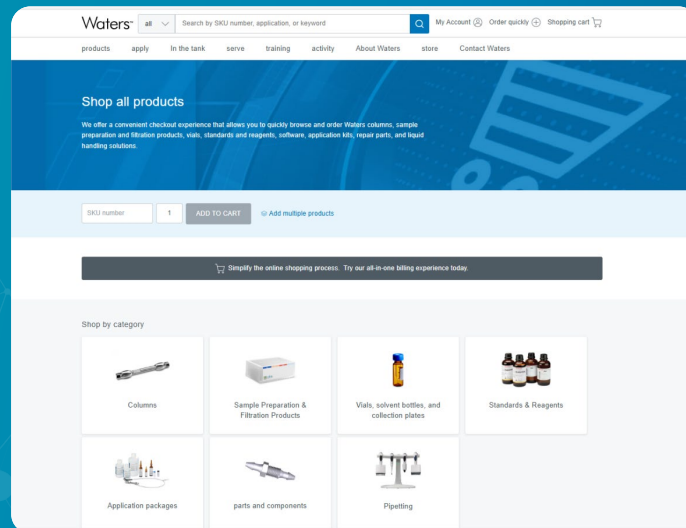 Waters™
all
Search by SKU number, application, or keyword
My Account
Order quickly
Shopping cart
products apply In the tank serve training activity About Waters store Contact Waters
Shop all products
We offer a convenient checkout experience that allows you to quickly browse and order Waters columns, sample
preparation and filtration products, vials, standards and reagents, software, application kits, repair parts, and liquid
handling solutions.
SKU number
1
ADD TO CART
Add multiple products
Simplify the online shopping process. Try our all-in-one billing experience today.
Shop by category
Columns
Sample Preparation &
Filtration Products
Vials, solvent bottles, and
collection plates
Standards & Reagents
Application packages
parts and components
Pipetting